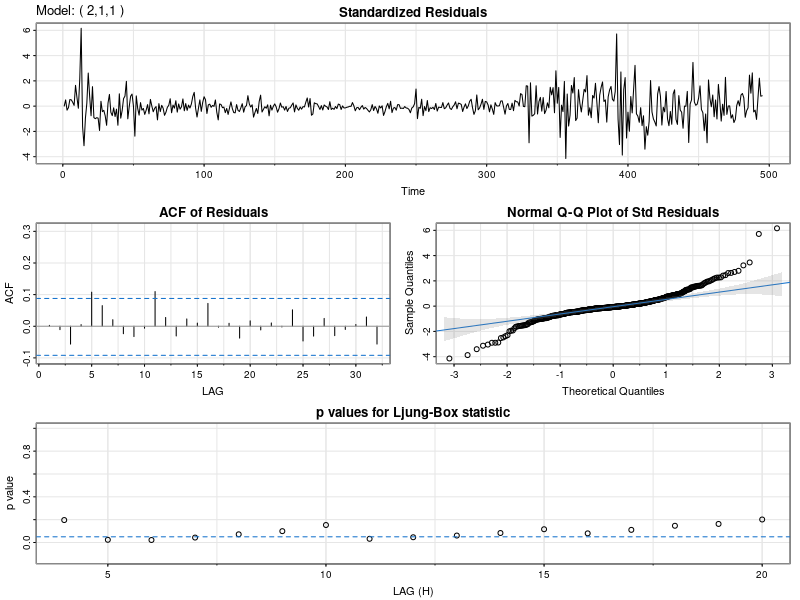 Model: ( 2,1,1 )
Standardized Residuals
6
4
2
0
-2
-4
0 100 200 300 400 500
Time
ACF of Residuals
0.3
0.2
0.1
0.0
-0.1
ACF
0 5 10 15 20 25 30
LAG
Normal Q-Q Plot of Std Residuals
6
4
2
0
-2
-4
Sample Quantiles
-3 -2 -1 0 1 2 3
Theoretical Quantiles
p values for Ljung-Box statistic
0.8
0.4
0.0
p value
5 10 15 20
LAG (H)